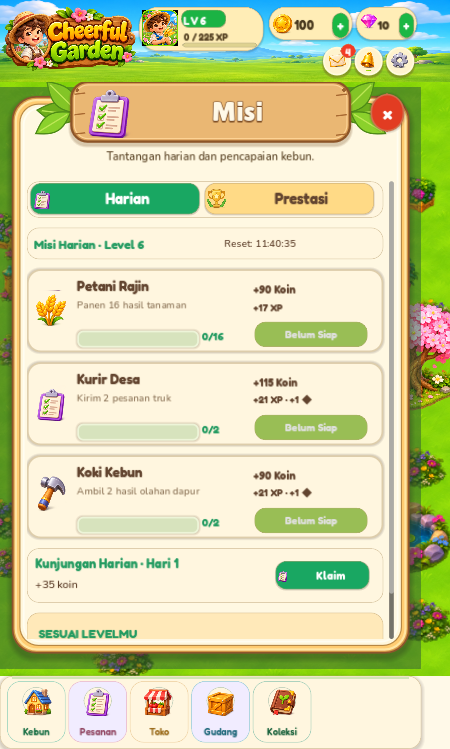 Cheerful
Garden
LV 6
0 / 225 XP
100
+
10
+
4
Misi
Tantangan harian dan pencapaian kebun.
Harian
Prestasi
Misi Harian · Level 6
Reset: 11:40:35
Petani Rajin
Panen 16 hasil tanaman
0/16
+90 Koin
+17 XP
Belum Siap
Kurir Desa
Kirim 2 pesanan truk
0/2
+115 Koin
+21 XP · +1 ◆
Belum Siap
Koki Kebun
Ambil 2 hasil olahan dapur
0/2
+90 Koin
+21 XP · +1 ◆
Belum Siap
Kunjungan Harian · Hari 1
+35 koin
Klaim
SESUAI LEVELMU
Kebun
Pesanan
Toko
Gudang
Koleksi